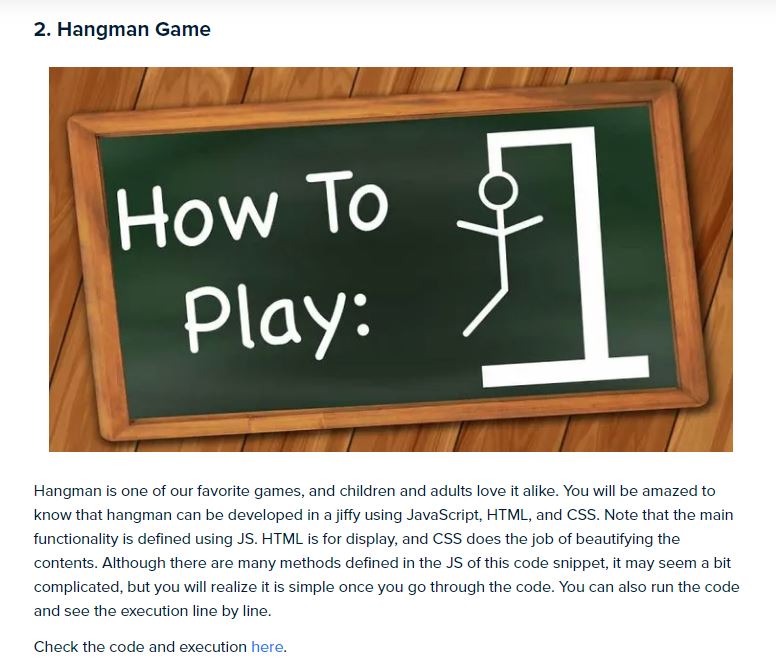 2. Hangman Game
How To
Play:
Hangman is one of our favorite games, and children and adults love it alike. You will be amazed to
know that hangman can be developed in a jiffy using JavaScript, HTML, and CSS. Note that the main
functionality is defined using JS. HTML is for display, and CSS does the job of beautifying the
contents. Although there are many methods defined in the JS of this code snippet, it may seem a bit
complicated, but you will realize it is simple once you go through the code. You can also run the code
and see the execution line by line.
Check the code and execution here.